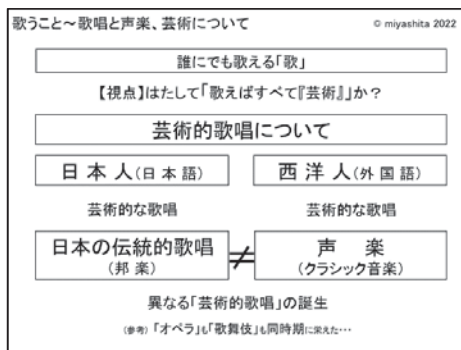 歌うこと～歌唱と声楽、芸術について
© miyashita 2022
誰にでも歌える「歌」
【視点】はたして「歌えばすべて『芸術』」か？
芸術的歌唱について
日本人(日本語)
西洋人(外国語)
芸術的な歌唱
芸術的な歌唱
日本の伝統的歌唱
(邦楽)
≠
声楽
(クラシック音楽)
異なる「芸術的歌唱」の誕生
(参考)「オペラ」も「歌舞伎」も同時期に栄えた…